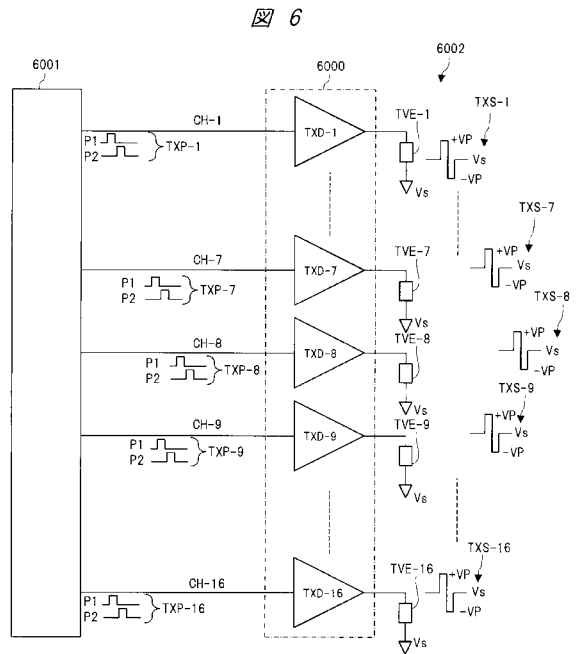 図 6
6001
6000
6002
CH-1
TXD-1
TVE-1
TXS-1
P1
P2
TXP-1
+VP
Vs
-VP
Vs
CH-7
TXD-7
TVE-7
TXS-7
P1
P2
TXP-7
+VP
Vs
-VP
Vs
CH-8
TXD-8
TVE-8
TXS-8
P1
P2
TXP-8
+VP
Vs
-VP
Vs
CH-9
TXD-9
TVE-9
TXS-9
P1
P2
TXP-9
+VP
Vs
-VP
Vs
CH-16
TXD-16
TVE-16
TXS-16
P1
P2
TXP-16
+VP
Vs
-VP
Vs